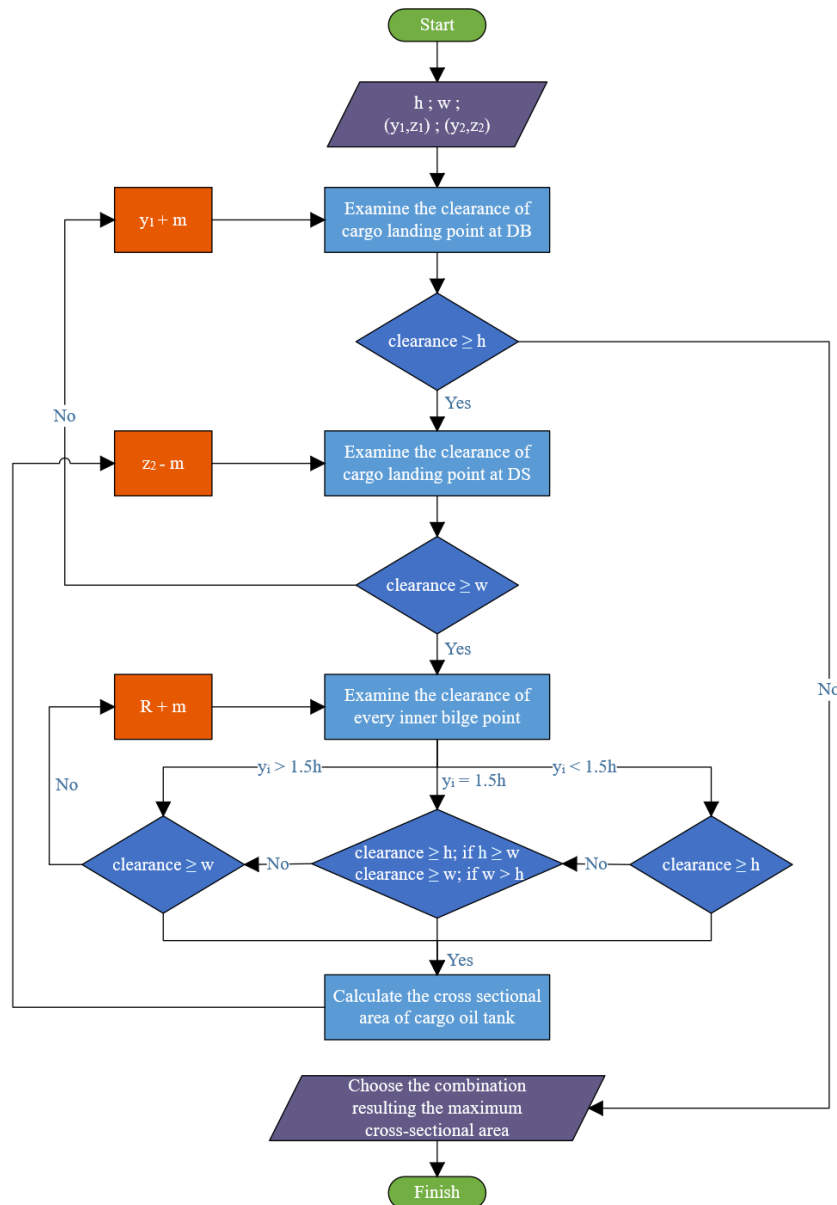 Start
h ; w ;
(y₁,z₁) ; (y₂,z₂)
y₁ + m
Examine the clearance of
cargo landing point at DB
clearance ≥ h
No
Yes
z₂ - m
Examine the clearance of
cargo landing point at DS
clearance ≥ w
Yes
No
R + m
Examine the clearance of
every inner bilge point
No
yᵢ > 1.5h
yᵢ = 1.5h
yᵢ < 1.5h
clearance ≥ w
No
clearance ≥ h; if h ≥ w
clearance ≥ w; if w > h
No
clearance ≥ h
Yes
Calculate the cross sectional
area of cargo oil tank
Choose the combination
resulting the maximum
cross-sectional area
Finish